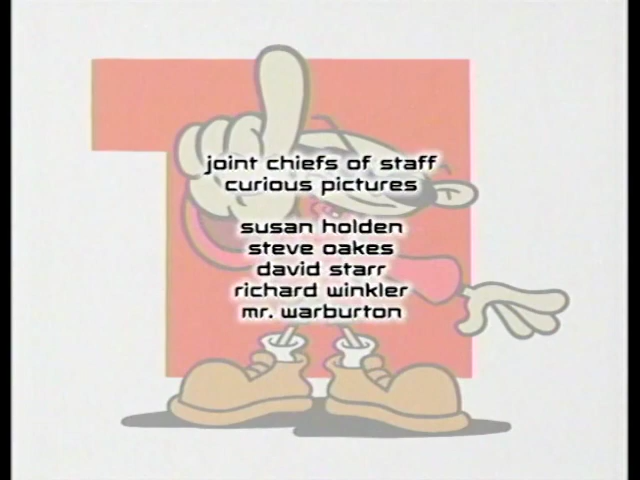 joint chiefs of staff
curious pictures
susan holden
steve oakes
david starr
richard winkler
mr. warburton